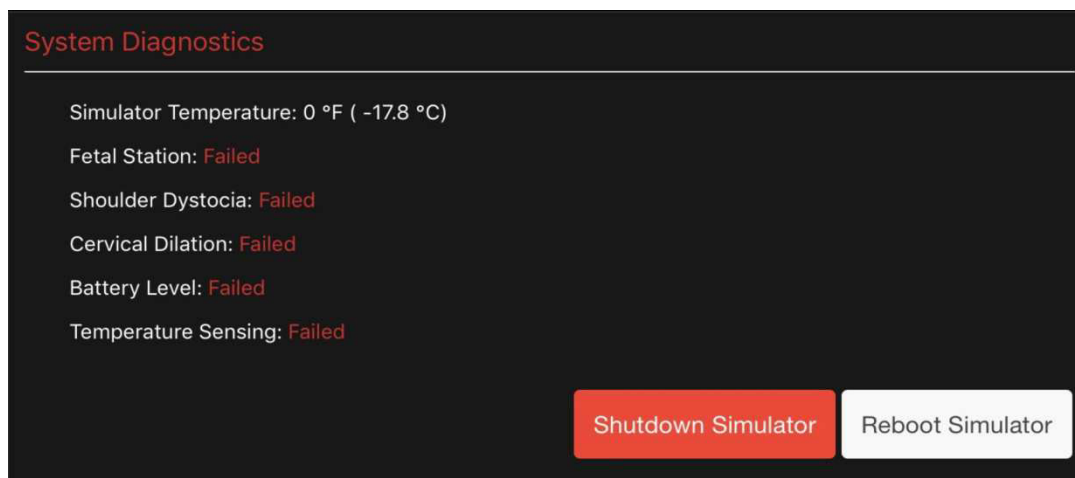 System Diagnostics
Simulator Temperature: 0 °F ( -17.8 °C)
Fetal Station: Failed
Shoulder Dystocia: Failed
Cervical Dilation: Failed
Battery Level: Failed
Temperature Sensing: Failed
Shutdown Simulator
Reboot Simulator